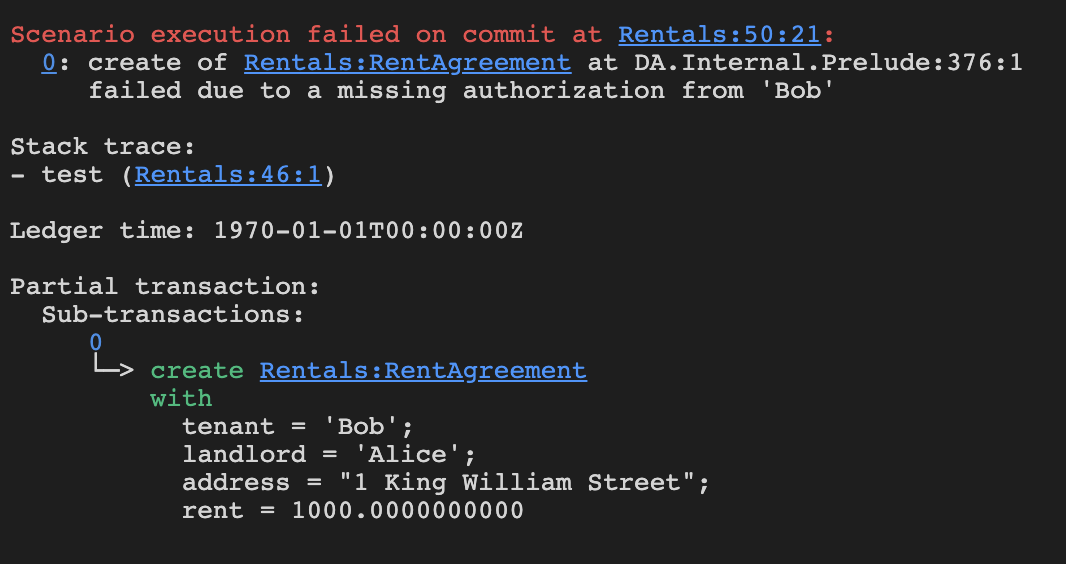 Scenario execution failed on commit at Rentals:50:21:
0: create of Rentals:RentAgreement at DA.Internal.Prelude:376:1
failed due to a missing authorization from 'Bob'
Stack trace:
- test (Rentals:46:1)
Ledger time: 1970-01-01T00:00:00Z
Partial transaction:
Sub-transactions:
0
└─> create Rentals:RentAgreement
with
tenant = 'Bob';
landlord = 'Alice';
address = "1 King William Street";
rent = 1000.0000000000